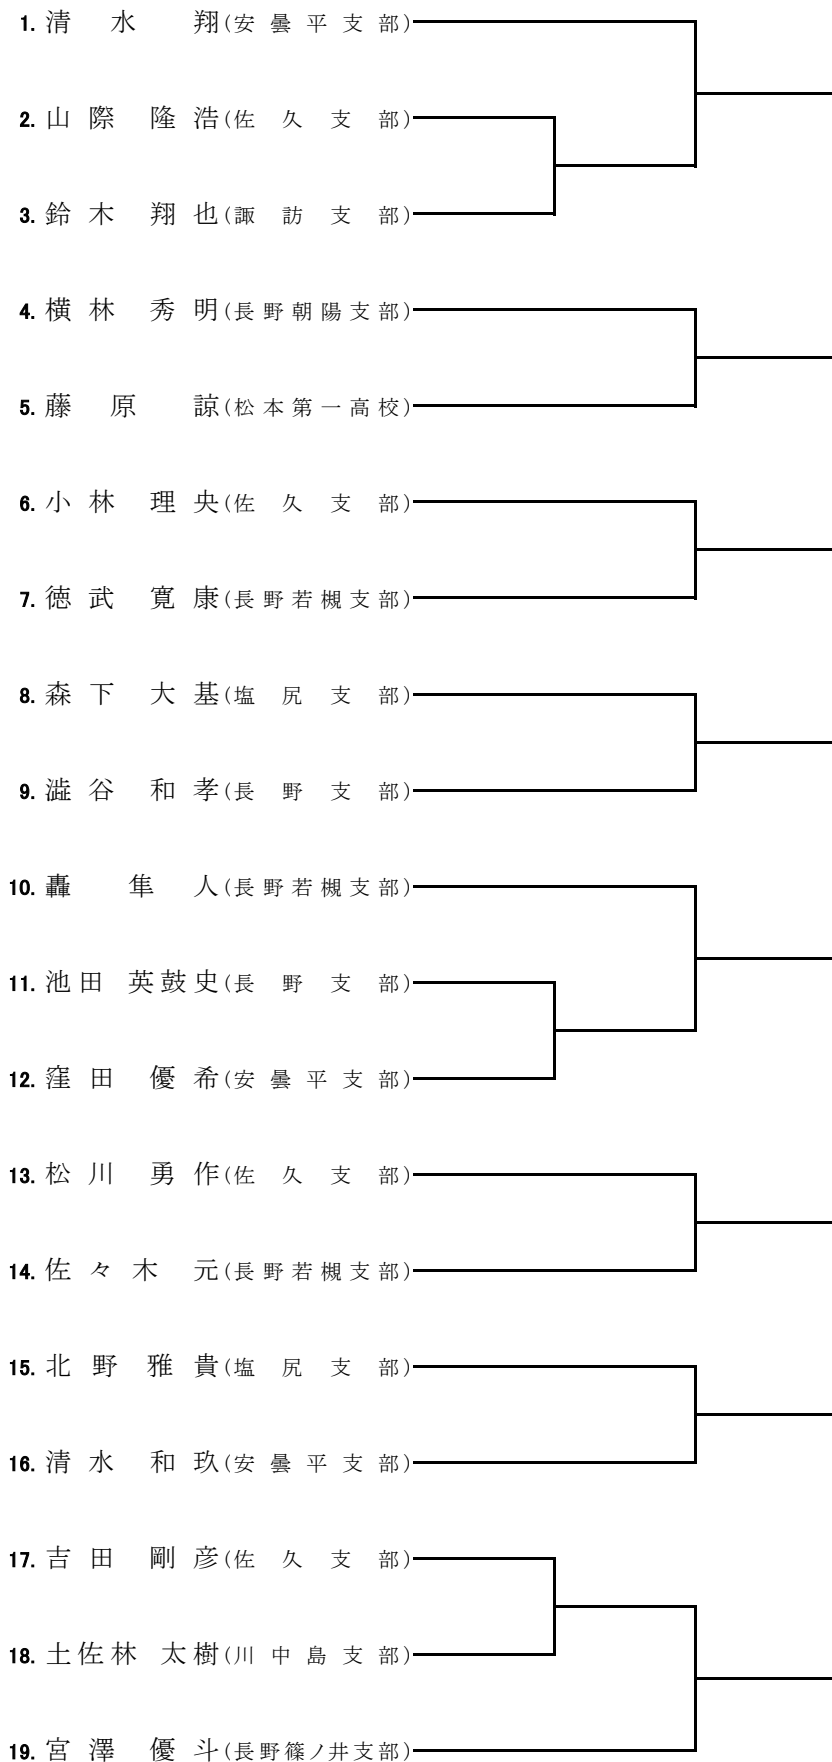 1. 清水 翔(安曇平支部)
2. 山際 隆浩(佐久支部)
3. 鈴木 翔也(諏訪支部)
4. 横林 秀明(長野朝陽支部)
5. 藤原 諒(松本第一高校)
6. 小林 理央(佐久支部)
7. 徳武 寛康(長野若槻支部)
8. 森下 大基(塩尻支部)
9. 澁谷 和孝(長野支部)
10. 轟 隼人(長野若槻支部)
11. 池田 英鼓史(長野支部)
12. 窪田 優希(安曇平支部)
13. 松川 勇作(佐久支部)
14. 佐々木 元(長野若槻支部)
15. 北野 雅貴(塩尻支部)
16. 清水 和玖(安曇平支部)
17. 吉田 剛彦(佐久支部)
18. 土佐林 太樹(川中島支部)
19. 宮澤 優斗(長野篠ノ井支部)